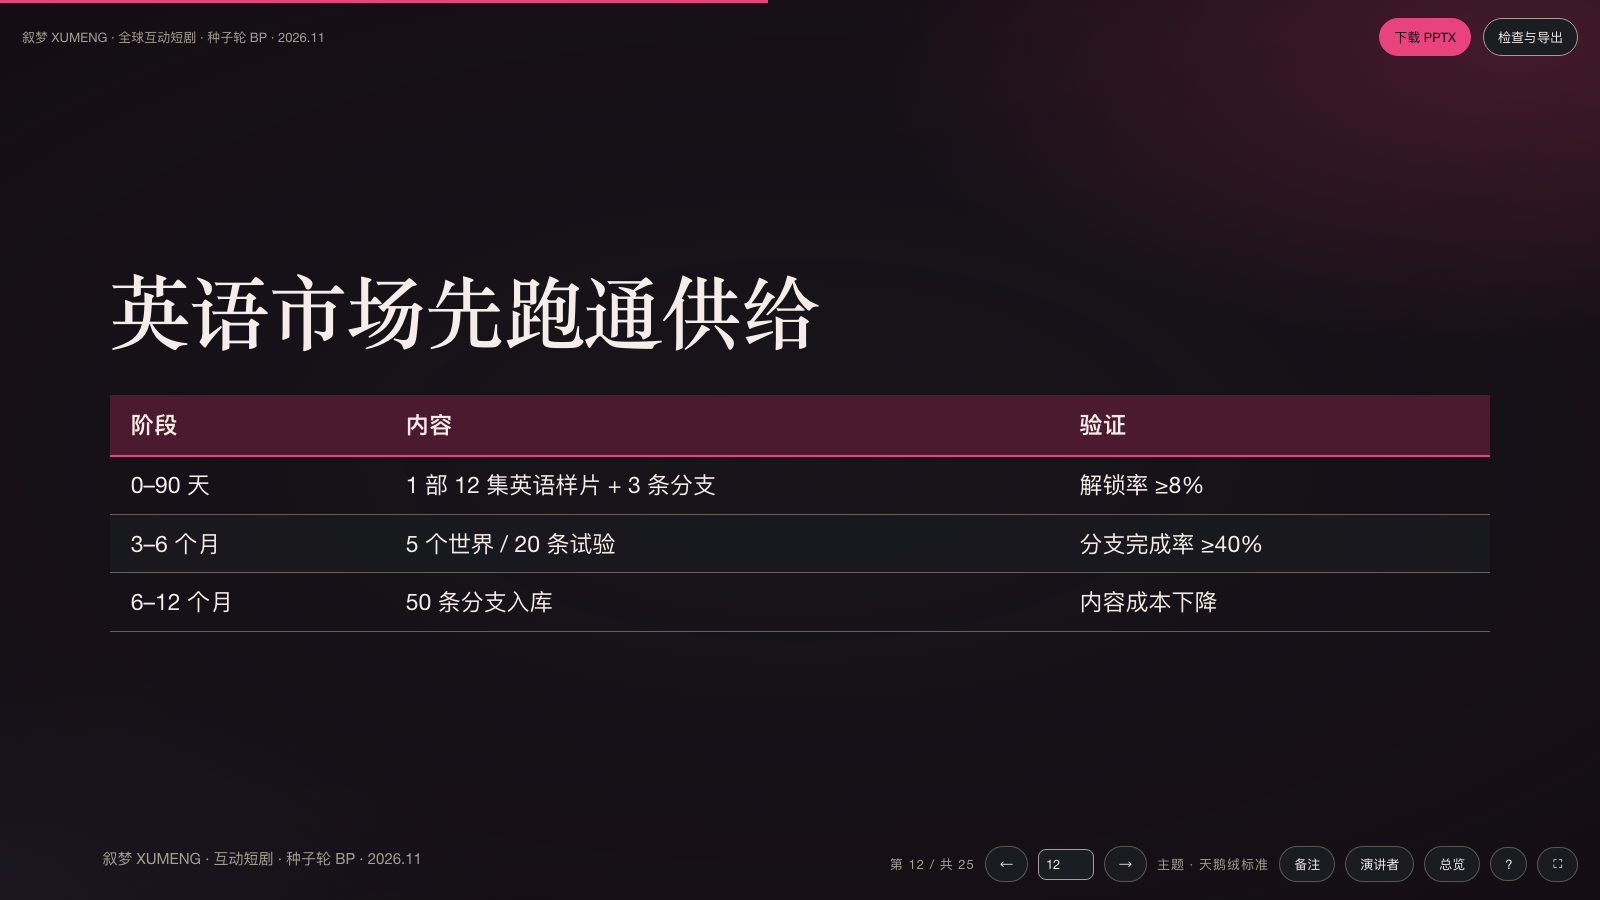 叙梦 XUMENG · 全球互动短剧 · 种子轮 BP · 2026.11
下载 PPTX
检查与导出
英语市场先跑通供给
阶段 内容 验证
0–90 天 1 部 12 集英语样片 + 3 条分支 解锁率 ≥8%
3–6 个月 5 个世界 / 20 条试验 分支完成率 ≥40%
6–12 个月 50 条分支入库 内容成本下降
叙梦 XUMENG · 互动短剧 · 种子轮 BP · 2026.11
第 12 / 共 25 ← 12 → 主题 · 天鹅绒标准 备注 演讲者 总览 ?